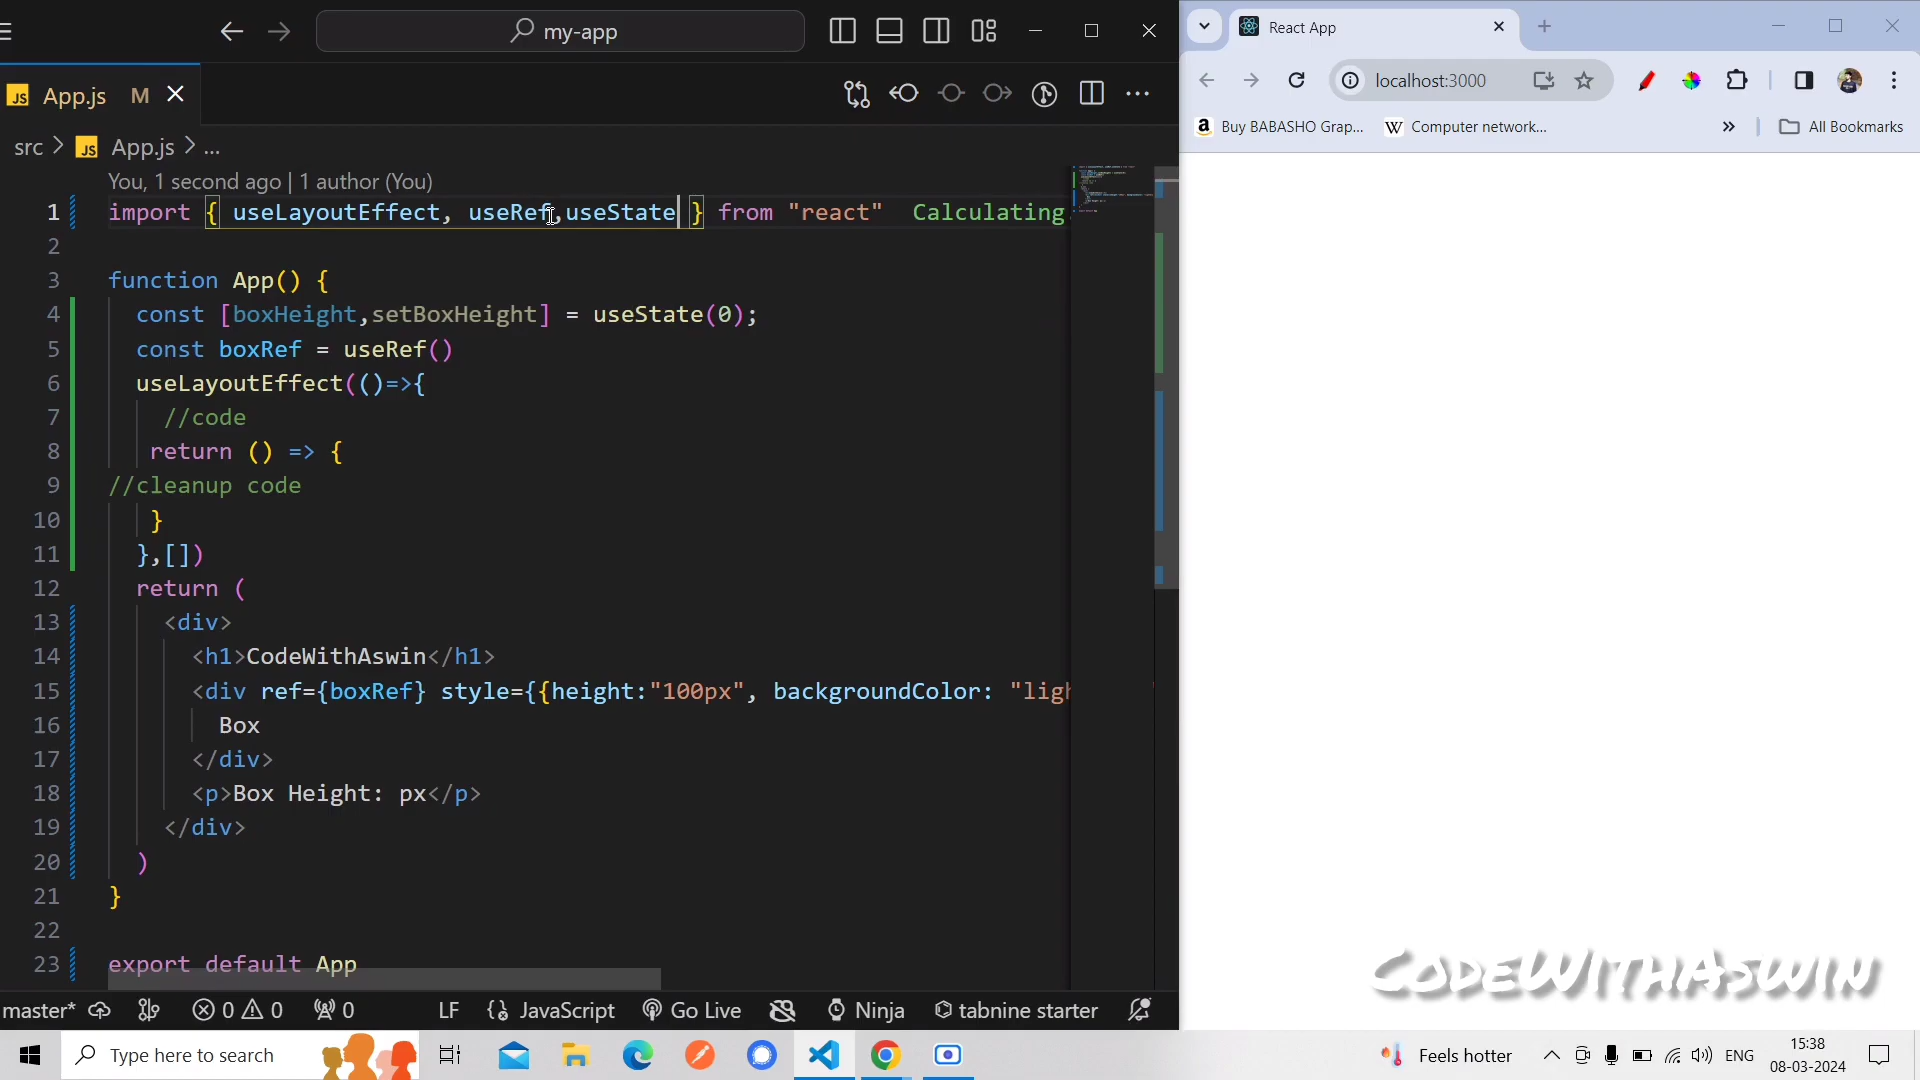 my-app
JS App.js M
src > JS App.js > ...
You, 1 second ago | 1 author (You)
1 import { useLayoutEffect, useRef,useState } from "react" Calculating
2
3 function App() {
4 const [boxHeight,setBoxHeight] = useState(0);
5 const boxRef = useRef()
6 useLayoutEffect(()=>{
7 //code
8 return () => {
9 //cleanup code
10 }
11 },[])
12 return (
13 <div>
14 <h1>CodeWithAswin</h1>
15 <div ref={boxRef} style={{height:"100px", backgroundColor: "ligh
16 Box
17 </div>
18 <p>Box Height: px</p>
19 </div>
20 )
21 }
22
23 export default App
master* 0 0 0 LF JavaScript Go Live Ninja tabnine starter
React App
localhost:3000
Buy BABASHO Grap... W Computer network... » All Bookmarks
CodeWithAswin
Type here to search
Feels hotter ENG 15:38
08-03-2024